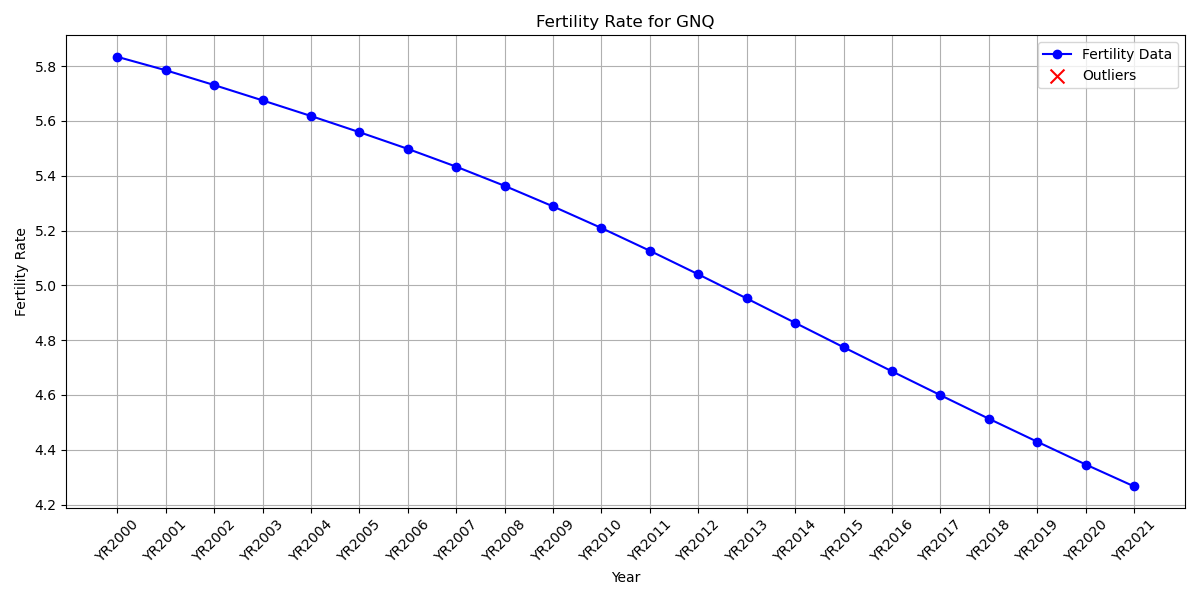 Fertility Rate for GNQ
Fertility Data
Outliers
Fertility Rate
5.8
5.6
5.4
5.2
5.0
4.8
4.6
4.4
4.2
YR2000
YR2001
YR2002
YR2003
YR2004
YR2005
YR2006
YR2007
YR2008
YR2009
YR2010
YR2011
YR2012
YR2013
YR2014
YR2015
YR2016
YR2017
YR2018
YR2019
YR2020
YR2021
Year